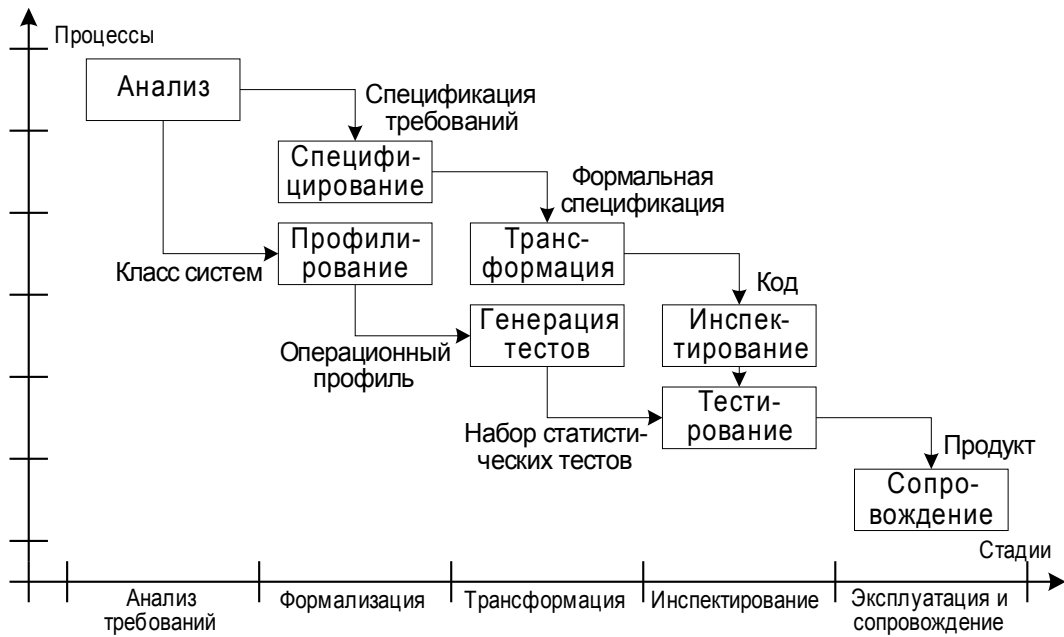 Процессы
Анализ
Спецификация
требований
Специфи-
цирование
Формальная
спецификация
Класс систем
Профили-
рование
Транс-
формация
Код
Операционный
профиль
Генерация
тестов
Инспек-
тирование
Набор статисти-
ческих тестов
Тести-
рование
Продукт
Сопро-
вождение
Стадии
Анализ
требований
Формализация
Трансформация
Инспектирование
Эксплуатация и
сопровождение